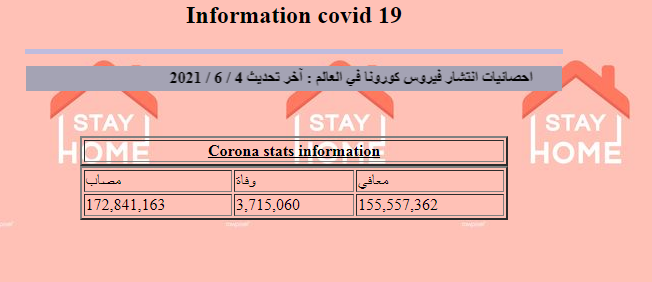 Information covid 19
احصائيات انتشار فيروس كورونا في العالم : آخر تحديث 4 / 6 / 2021
STAY HOME STAY HOME STAY HOME
Corona stats information
مصاب وفاة معافي
172,841,163 3,715,060 155,557,362